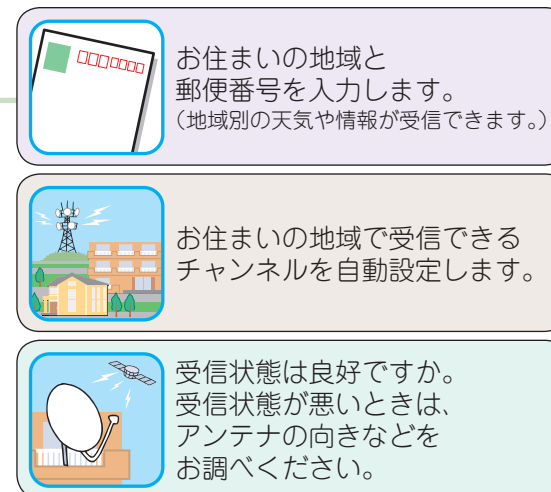 お住まいの地域と
郵便番号を入力します。
（地域別の天気や情報が受信できます。）
お住まいの地域で受信できる
チャンネルを自動設定します。
受信状態は良好ですか。
受信状態が悪いときは、
アンテナの向きなどを
お調べください。